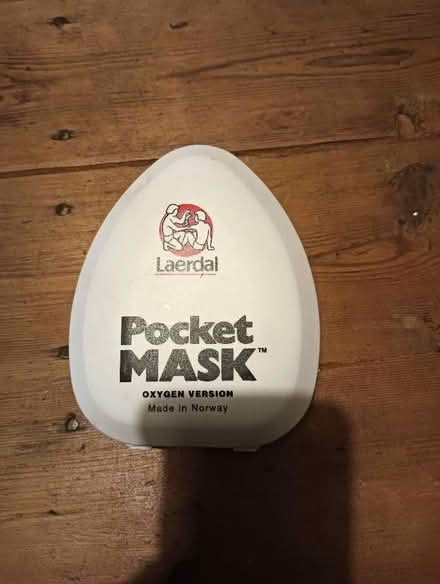 Laerdal
Pocket
MASK™
OXYGEN VERSION
Made in Norway